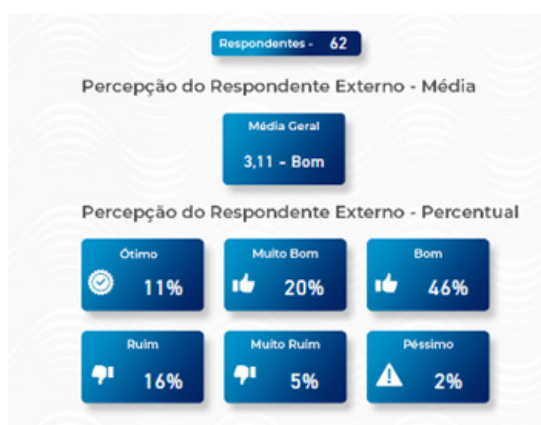 Respondentes - 62
Percepção do Respondente Externo - Média
Média Geral
3,11 - Bom
Percepção do Respondente Externo - Percentual
Ótimo
11%
Muito Bom
20%
Bom
46%
Ruim
16%
Muito Ruim
5%
Péssimo
2%